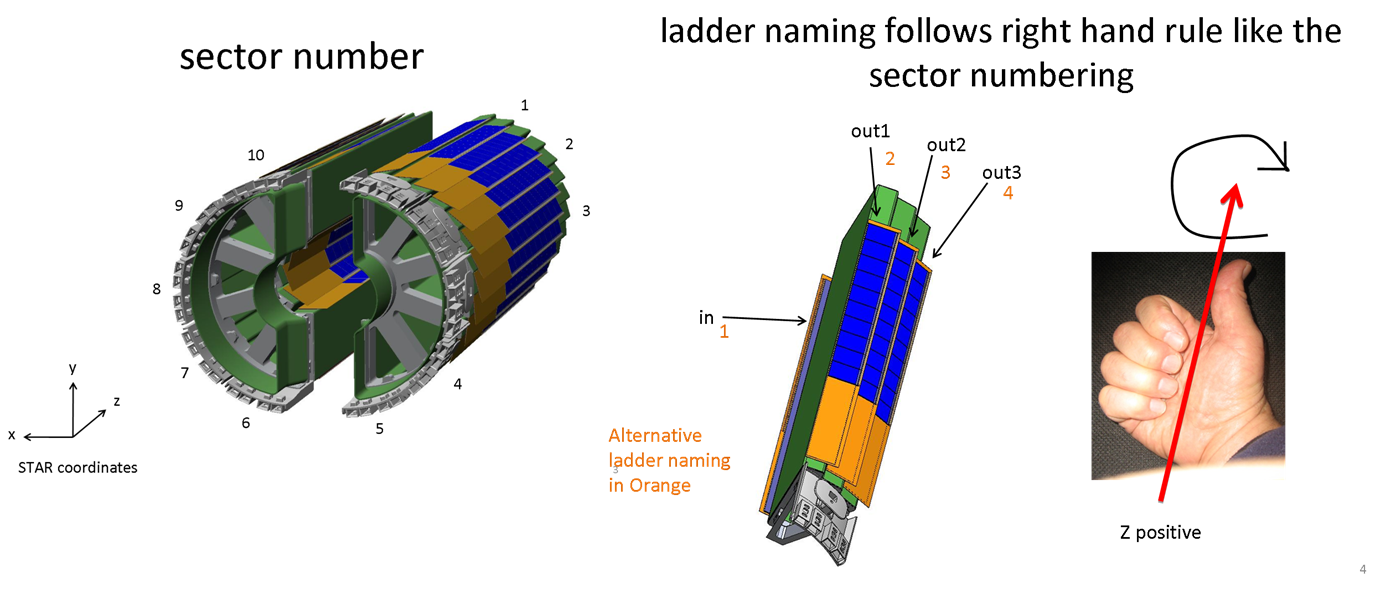 sector number
1
2
3
4
5
6
7
8
9
10
y
z
x
STAR coordinates
ladder naming follows right hand rule like the
sector numbering
out1
2
out2
3
out3
4
in
1
Alternative
ladder naming
3
in Orange
Z positive
4